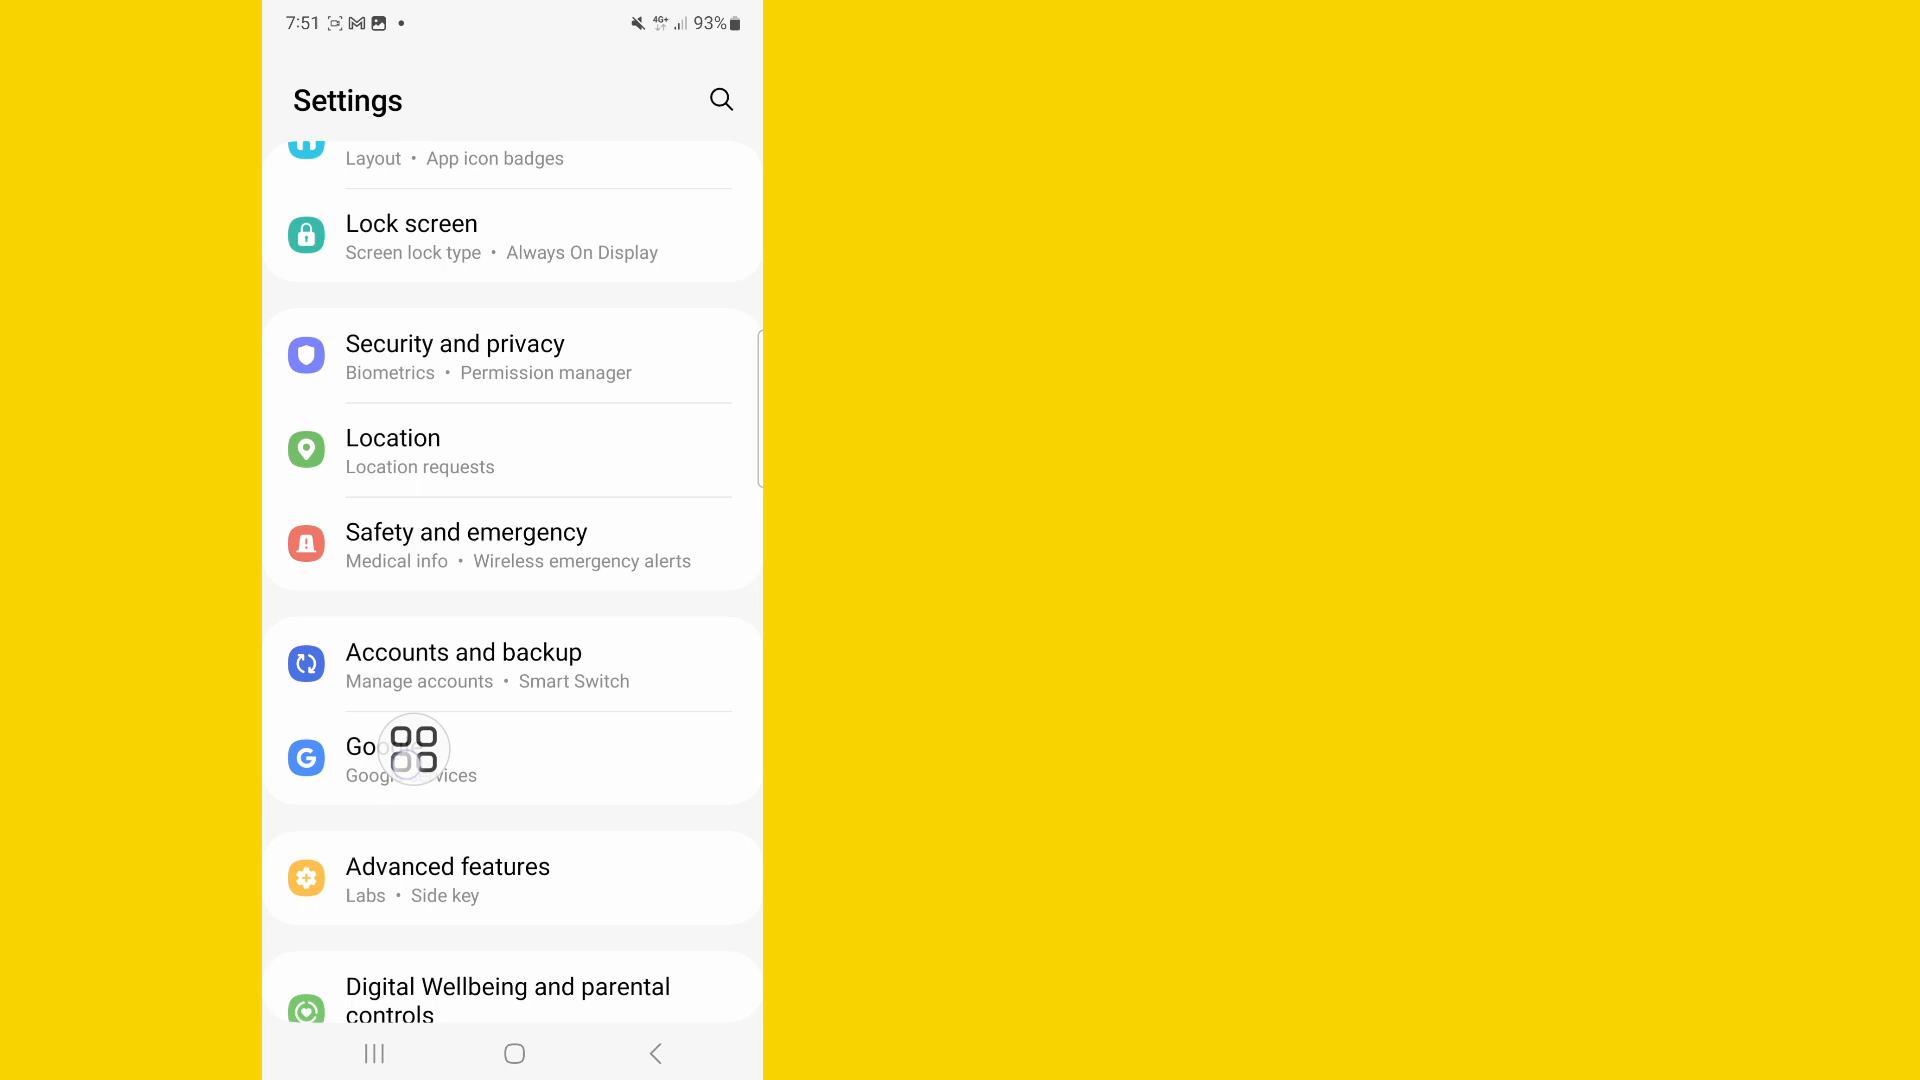 7:51 4G+ 93%
Settings
Layout • App icon badges
Lock screen
Screen lock type • Always On Display
Security and privacy
Biometrics • Permission manager
Location
Location requests
Safety and emergency
Medical info • Wireless emergency alerts
Accounts and backup
Manage accounts • Smart Switch
Advanced features
Labs • Side key
Digital Wellbeing and parental
controls